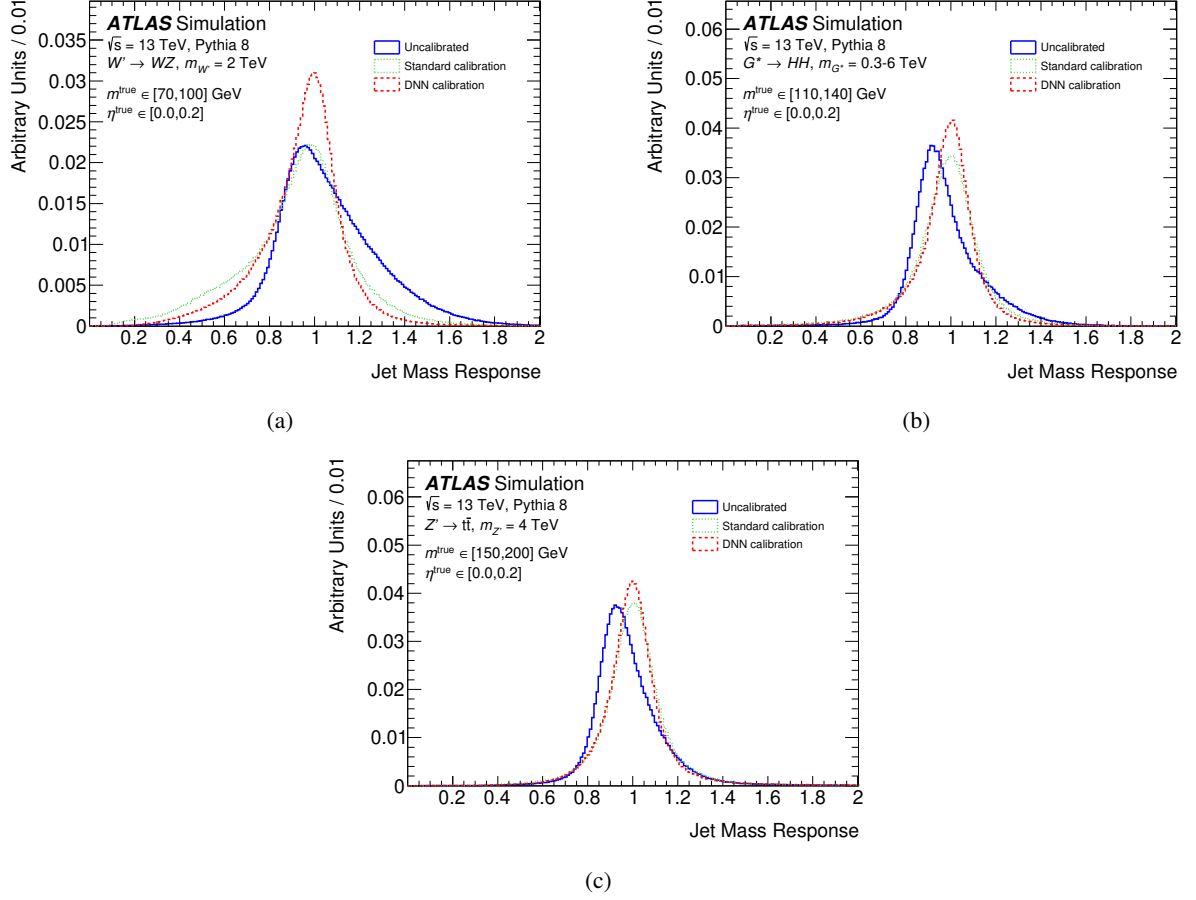 Arbitrary Units / 0.01
ATLAS Simulation
√s = 13 TeV, Pythia 8
W' → WZ, m_W' = 2 TeV
m^true ∈ [70,100] GeV
η^true ∈ [0.0,0.2]
Uncalibrated
Standard calibration
DNN calibration
0.035
0.03
0.025
0.02
0.015
0.01
0.005
0
0.2 0.4 0.6 0.8 1 1.2 1.4 1.6 1.8 2
Jet Mass Response
(a)
Arbitrary Units / 0.01
ATLAS Simulation
√s = 13 TeV, Pythia 8
G* → HH, m_G* = 0.3-6 TeV
m^true ∈ [110,140] GeV
η^true ∈ [0.0,0.2]
Uncalibrated
Standard calibration
DNN calibration
0.06
0.05
0.04
0.03
0.02
0.01
0
0.2 0.4 0.6 0.8 1 1.2 1.4 1.6 1.8 2
Jet Mass Response
(b)
Arbitrary Units / 0.01
ATLAS Simulation
√s = 13 TeV, Pythia 8
Z' → tt̄, m_Z' = 4 TeV
m^true ∈ [150,200] GeV
η^true ∈ [0.0,0.2]
Uncalibrated
Standard calibration
DNN calibration
0.06
0.05
0.04
0.03
0.02
0.01
0
0.2 0.4 0.6 0.8 1 1.2 1.4 1.6 1.8 2
Jet Mass Response
(c)